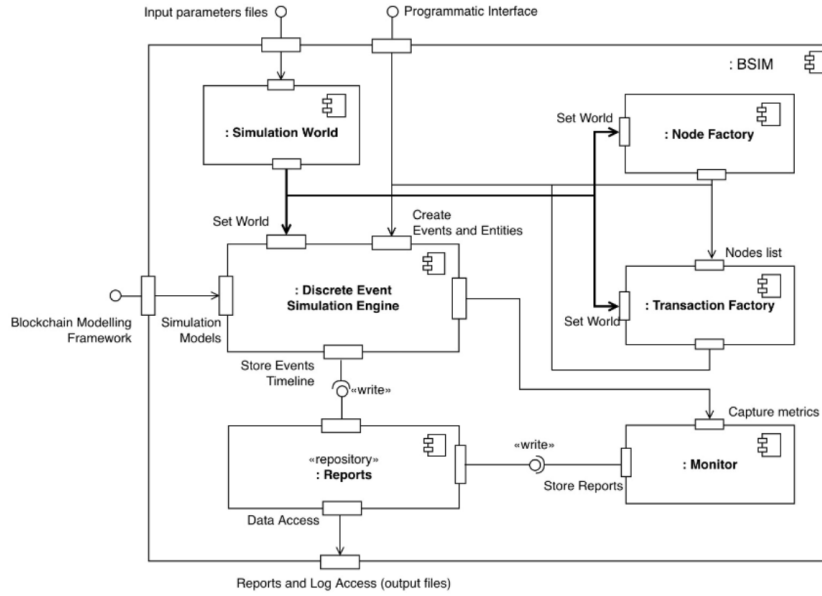 Input parameters files
Programmatic Interface
: BSIM
: Simulation World
Set World
: Node Factory
Set World
Create
Events and Entities
Nodes list
: Discrete Event
Simulation Engine
: Transaction Factory
Set World
Blockchain Modelling
Framework
Simulation
Models
Store Events
Timeline
«write»
Capture metrics
«repository»
: Reports
«write»
: Monitor
Store Reports
Data Access
Reports and Log Access (output files)